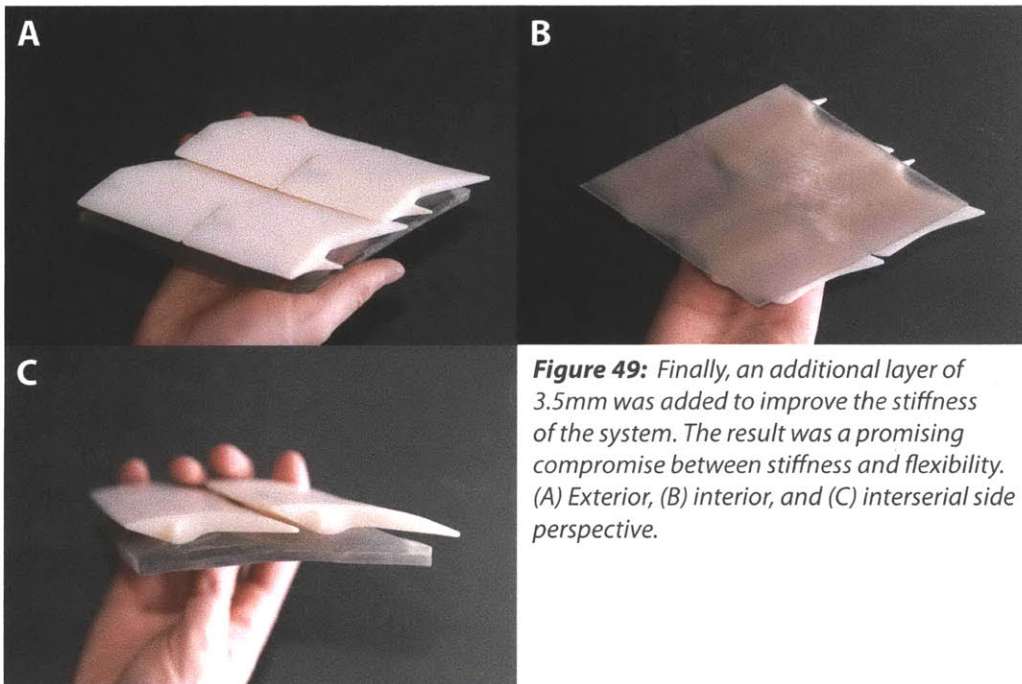 A
B
C
Figure 49: Finally, an additional layer of
3.5mm was added to improve the stiffness
of the system. The result was a promising
compromise between stiffness and flexibility.
(A) Exterior, (B) interior, and (C) interserial side
perspective.